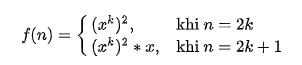 f(n) = { (x^k)^2, khi n = 2k
(x^k)^2 * x, khi n = 2k + 1